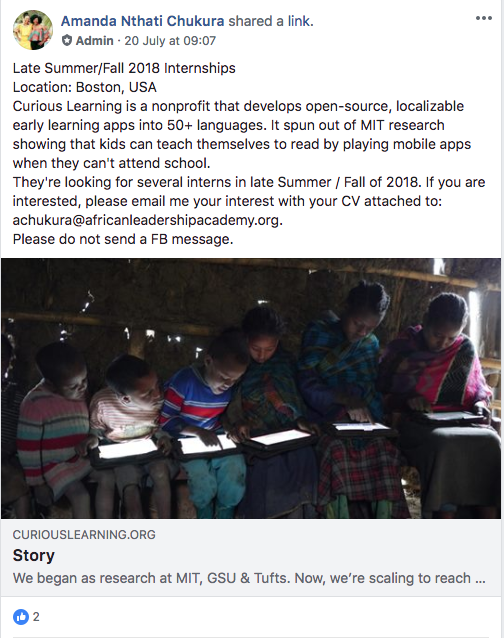 Amanda Nthati Chukura shared a link.
Admin · 20 July at 09:07
Late Summer/Fall 2018 Internships
Location: Boston, USA
Curious Learning is a nonprofit that develops open-source, localizable
early learning apps into 50+ languages. It spun out of MIT research
showing that kids can teach themselves to read by playing mobile apps
when they can't attend school.
They're looking for several interns in late Summer / Fall of 2018. If you are
interested, please email me your interest with your CV attached to:
achukura@africanleadershipacademy.org.
Please do not send a FB message.
CURIOUSLEARNING.ORG
Story
We began as research at MIT, GSU & Tufts. Now, we're scaling to reach ...
2